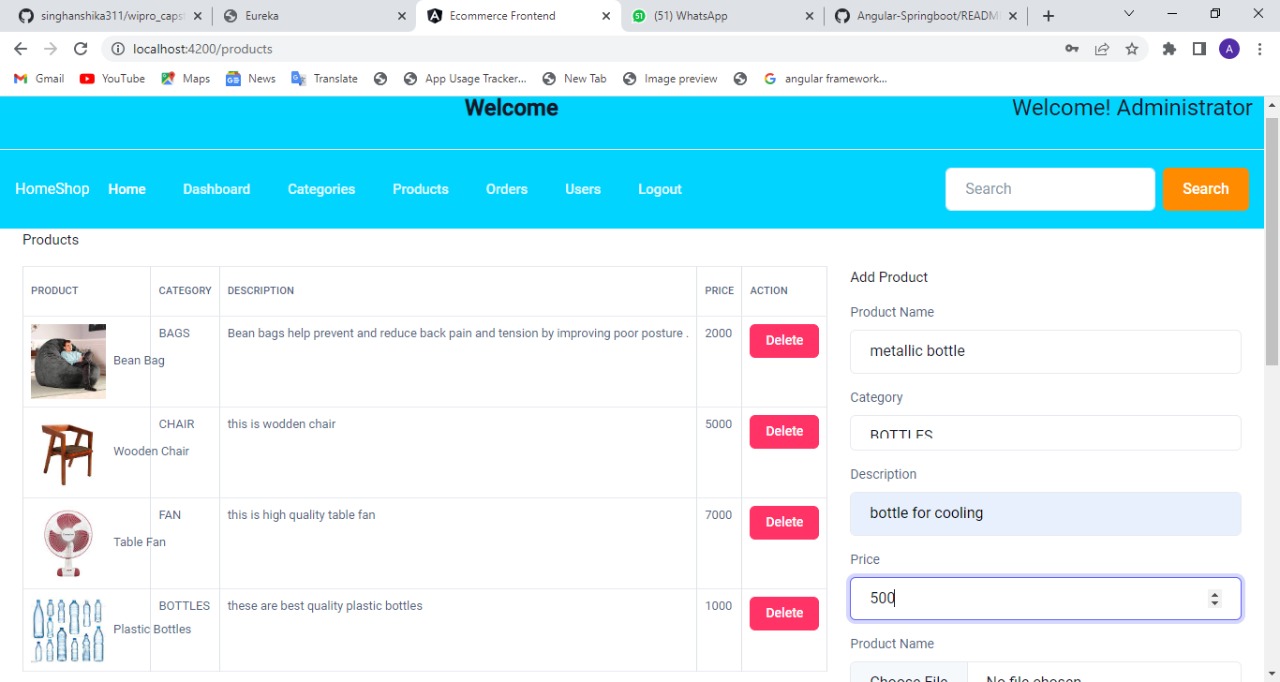 singhanshika311/wipro_caps
Eureka
Ecommerce Frontend
(51) WhatsApp
Angular-Springboot/README
localhost:4200/products
A
Gmail
YouTube
Maps
News
Translate
App Usage Tracker...
New Tab
Image preview
angular framework...
Welcome
Welcome! Administrator
HomeShop Home Dashboard Categories Products Orders Users Logout
Search
Search
Products
PRODUCT CATEGORY DESCRIPTION PRICE ACTION
Bean Bag BAGS Bean bags help prevent and reduce back pain and tension by improving poor posture . 2000 Delete
Wooden Chair CHAIR this is wodden chair 5000 Delete
Table Fan FAN this is high quality table fan 7000 Delete
Plastic Bottles BOTTLES these are best quality plastic bottles 1000 Delete
Add Product
Product Name
metallic bottle
Category
BOTTLES
Description
bottle for cooling
Price
500
Product Name
Choose File No file chosen